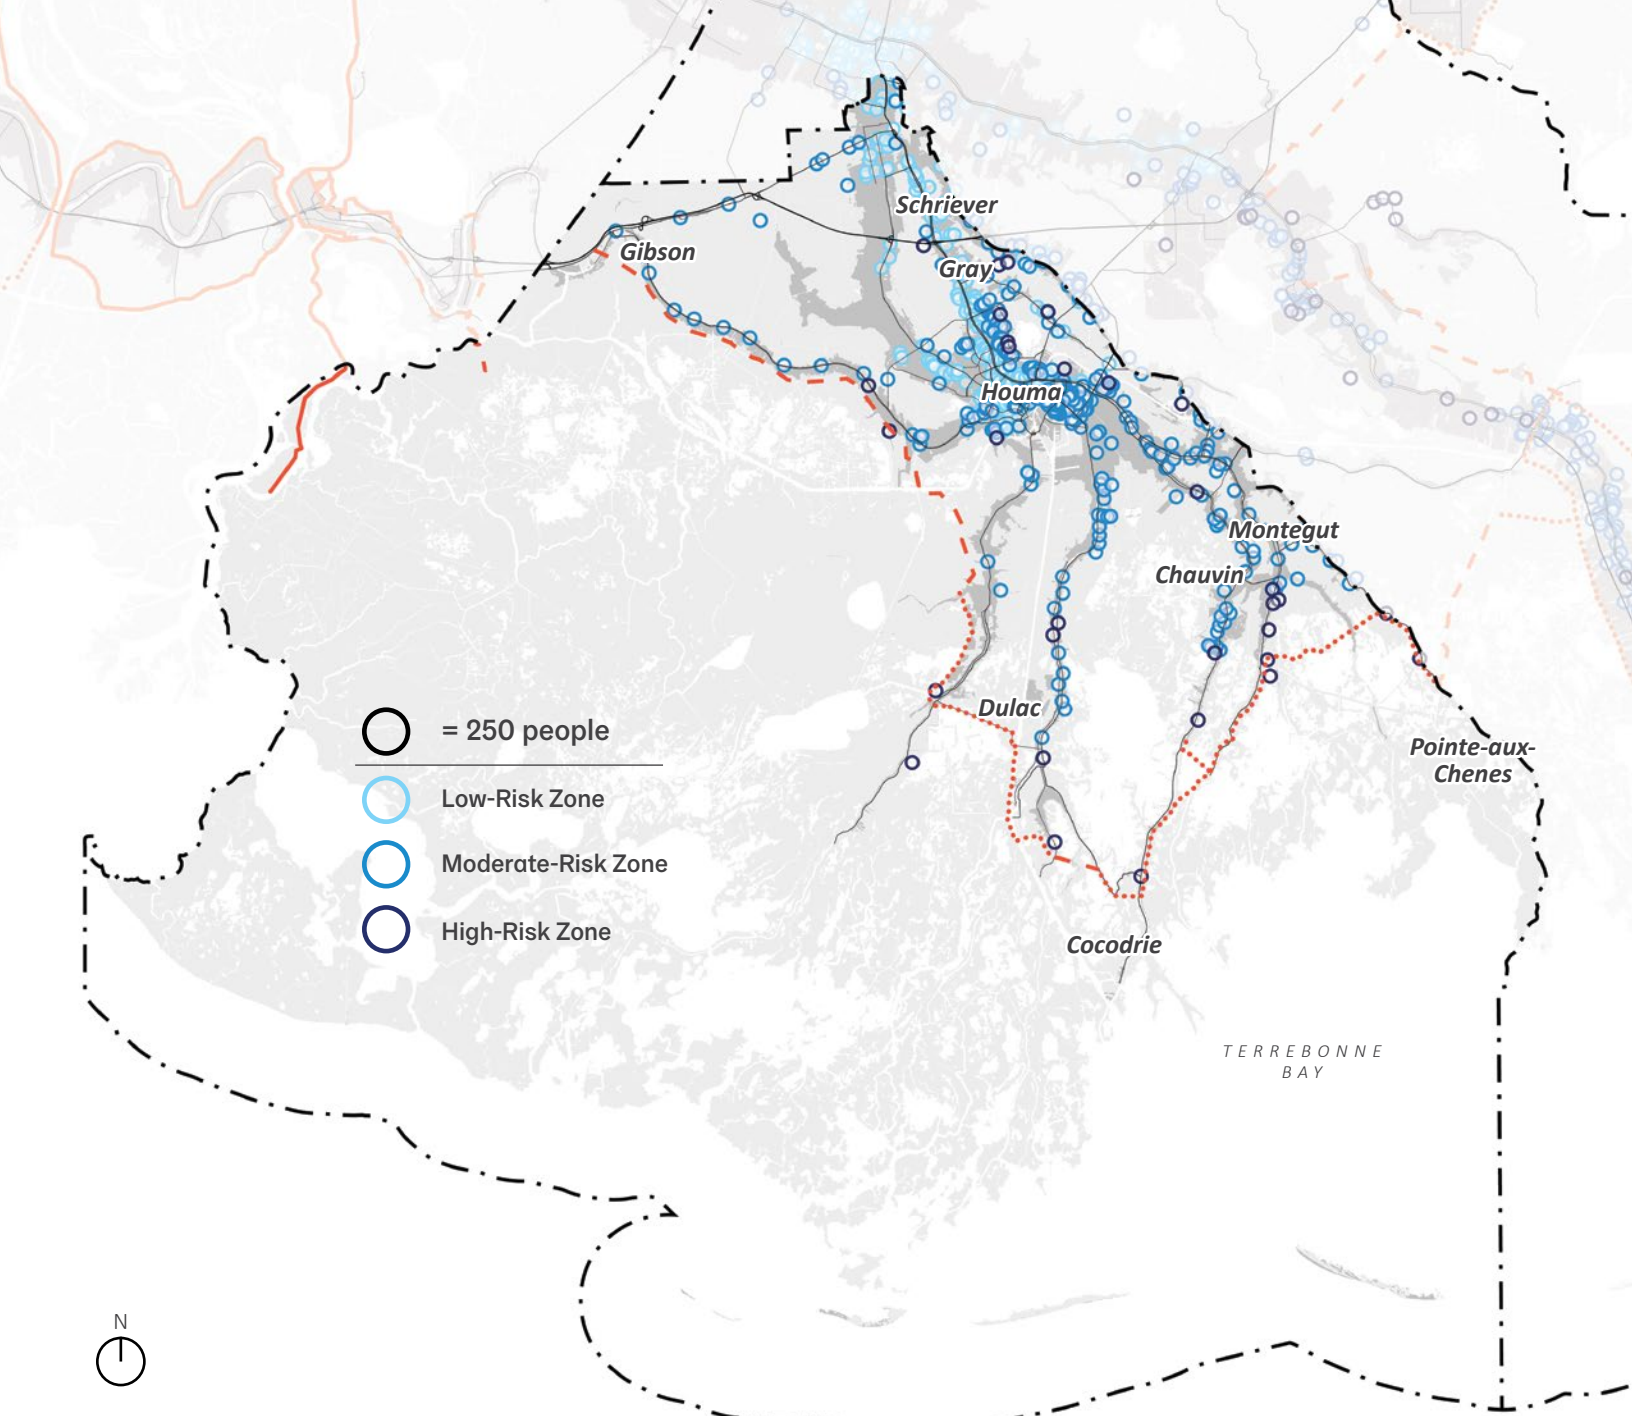 Schriever
Gibson
Gray
Houma
Montegut
Chauvin
Dulac
= 250 people
Low-Risk Zone
Moderate-Risk Zone
High-Risk Zone
Pointe-aux-
Chenes
Cocodrie
TERREBONNE
BAY
N